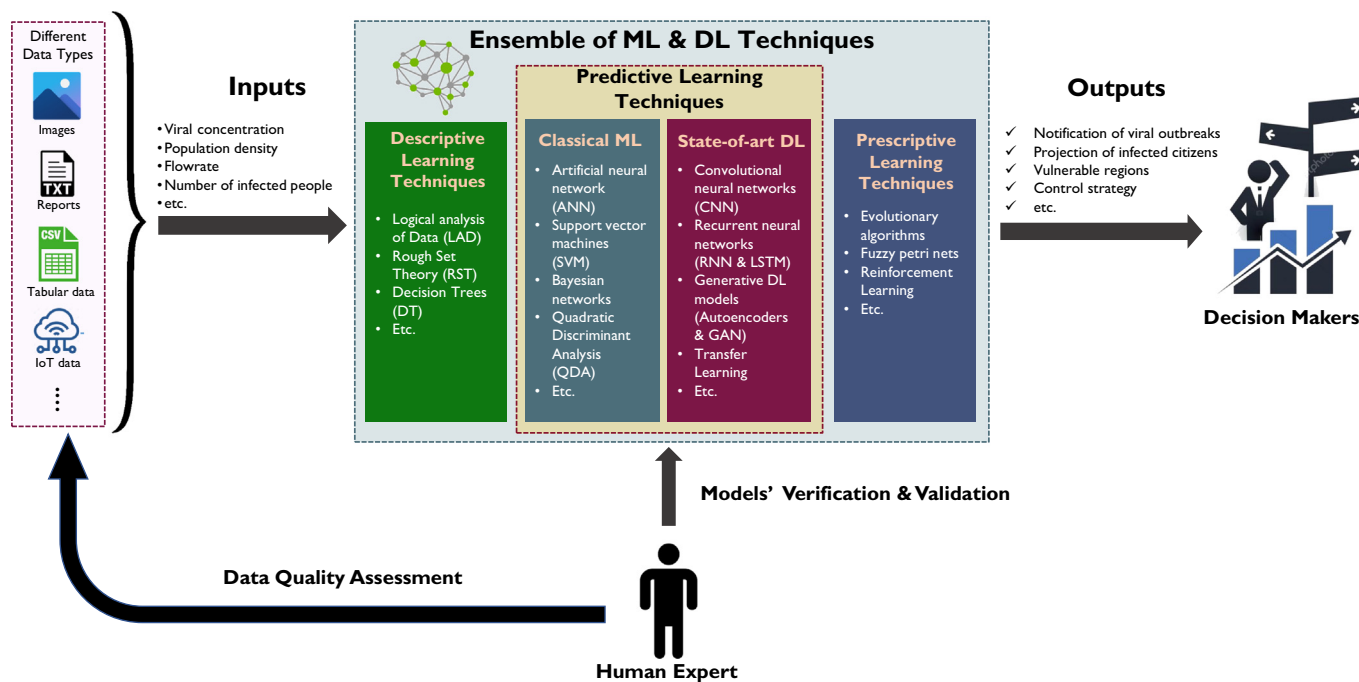 Different
Data Types
Images
TXT
Reports
CSV
Tabular data
IoT data
Inputs
•Viral concentration
•Population density
•Flowrate
•Number of infected people
•etc.
Ensemble of ML & DL Techniques
Descriptive
Learning
Techniques
• Logical analysis
of Data (LAD)
• Rough Set
Theory (RST)
• Decision Trees
(DT)
• Etc.
Predictive Learning
Techniques
Classical ML
• Artificial neural
network
(ANN)
• Support vector
machines
(SVM)
• Bayesian
networks
• Quadratic
Discriminant
Analysis
(QDA)
• Etc.
State-of-art DL
• Convolutional
neural networks
(CNN)
• Recurrent neural
networks
(RNN & LSTM)
• Generative DL
models
(Autoencoders
& GAN)
• Transfer
Learning
• Etc.
Prescriptive
Learning
Techniques
• Evolutionary
algorithms
• Fuzzy petri nets
• Reinforcement
Learning
• Etc.
Outputs
✓ Notification of viral outbreaks
✓ Projection of infected citizens
✓ Vulnerable regions
✓ Control strategy
✓ etc.
Decision Makers
Models' Verification & Validation
Data Quality Assessment
Human Expert